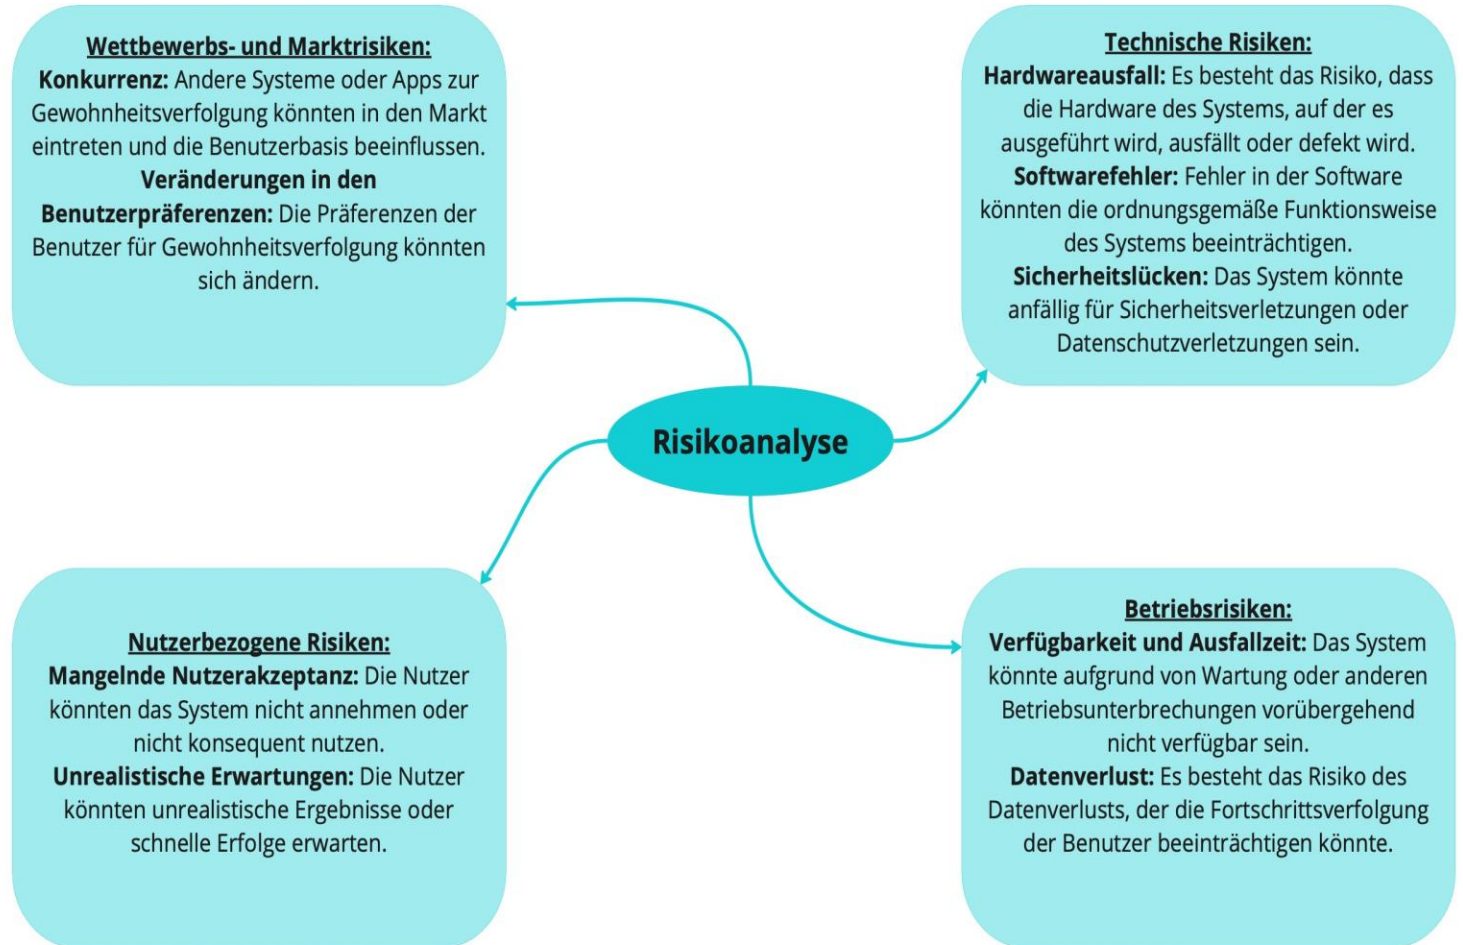 Wettbewerbs- und Marktrisiken:
Konkurrenz: Andere Systeme oder Apps zur
Gewohnheitsverfolgung könnten in den Markt
eintreten und die Benutzerbasis beeinflussen.
Veränderungen in den
Benutzerpräferenzen: Die Präferenzen der
Benutzer für Gewohnheitsverfolgung könnten
sich ändern.
Technische Risiken:
Hardwareausfall: Es besteht das Risiko, dass
die Hardware des Systems, auf der es
ausgeführt wird, ausfällt oder defekt wird.
Softwarefehler: Fehler in der Software
könnten die ordnungsgemäße Funktionsweise
des Systems beeinträchtigen.
Sicherheitslücken: Das System könnte
anfällig für Sicherheitsverletzungen oder
Datenschutzverletzungen sein.
Risikoanalyse
Nutzerbezogene Risiken:
Mangelnde Nutzerakzeptanz: Die Nutzer
könnten das System nicht annehmen oder
nicht konsequent nutzen.
Unrealistische Erwartungen: Die Nutzer
könnten unrealistische Ergebnisse oder
schnelle Erfolge erwarten.
Betriebsrisiken:
Verfügbarkeit und Ausfallzeit: Das System
könnte aufgrund von Wartung oder anderen
Betriebsunterbrechungen vorübergehend
nicht verfügbar sein.
Datenverlust: Es besteht das Risiko des
Datenverlusts, der die Fortschrittsverfolgung
der Benutzer beeinträchtigen könnte.